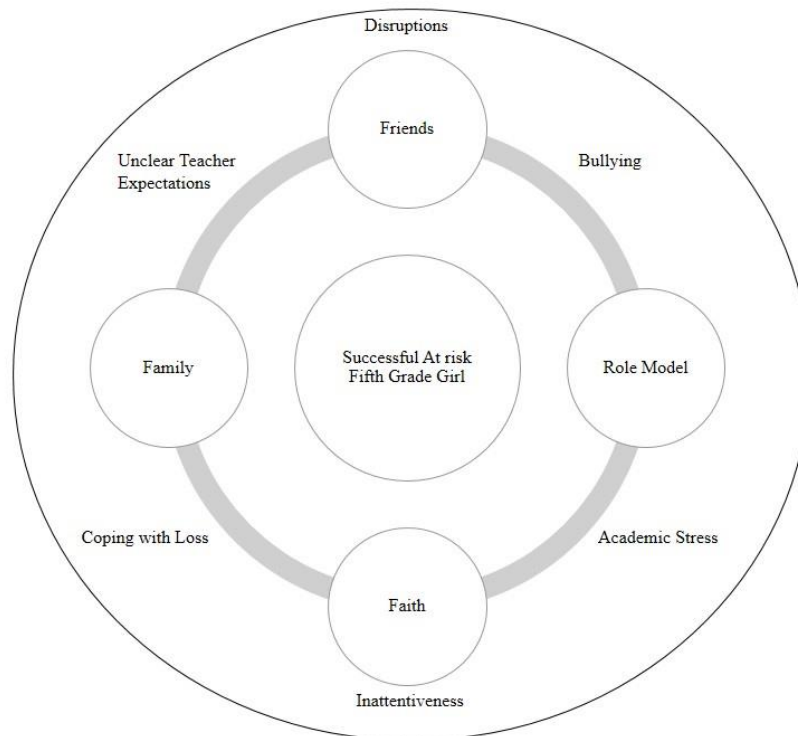 Disruptions
Friends
Unclear Teacher
Expectations
Bullying
Family
Successful At risk
Fifth Grade Girl
Role Model
Coping with Loss
Academic Stress
Faith
Inattentiveness